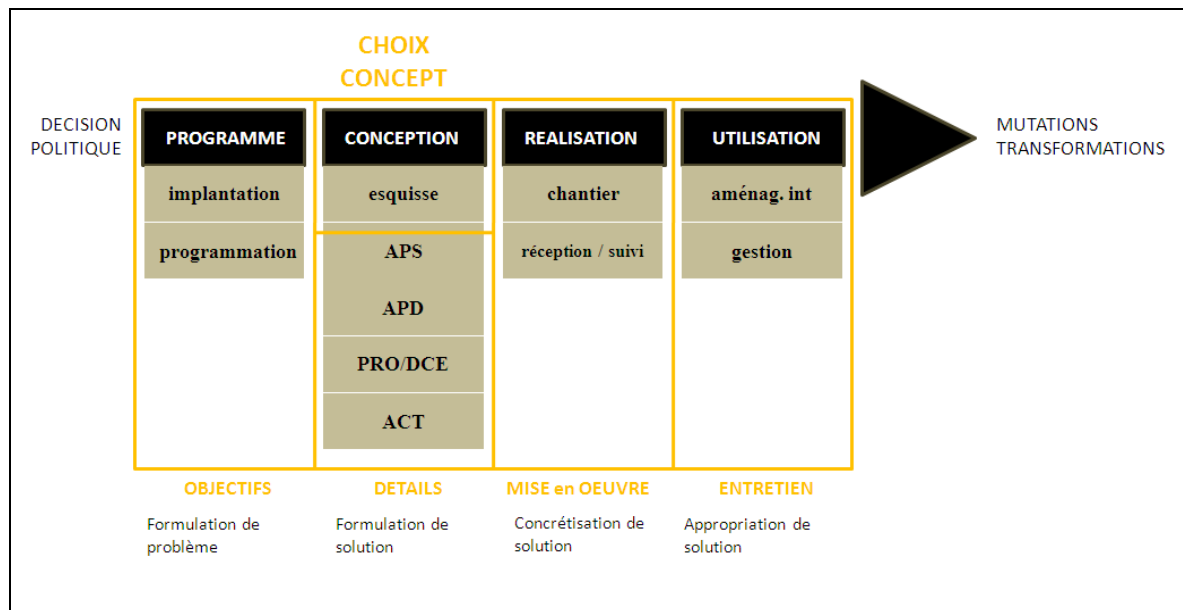 CHOIX
CONCEPT
DECISION
POLITIQUE
PROGRAMME
CONCEPTION
REALISATION
UTILISATION
MUTATIONS
TRANSFORMATIONS
implantation
esquisse
chantier
aménag. int
programmation
APS
réception / suivi
gestion
APD
PRO/DCE
ACT
OBJECTIFS
DETAILS
MISE en OEUVRE
ENTRETIEN
Formulation de
problème
Formulation de
solution
Concrétisation de
solution
Appropriation de
solution